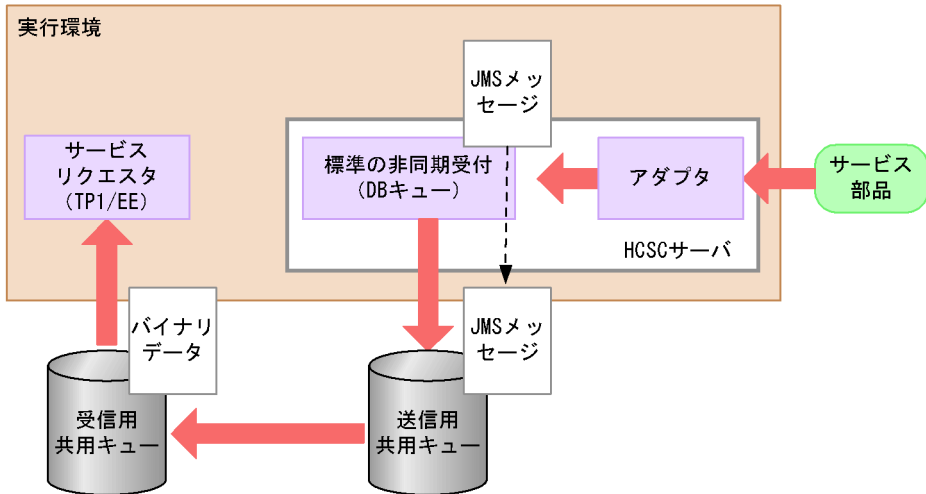 実行環境
JMSメッ
セージ
サービス
リクエスタ
(TP1/EE)
標準の非同期受付
(DBキュー)
アダプタ
サービス
部品
HCSCサーバ
バイナリ
データ
JMSメッ
セージ
受信用
共用キュー
送信用
共用キュー